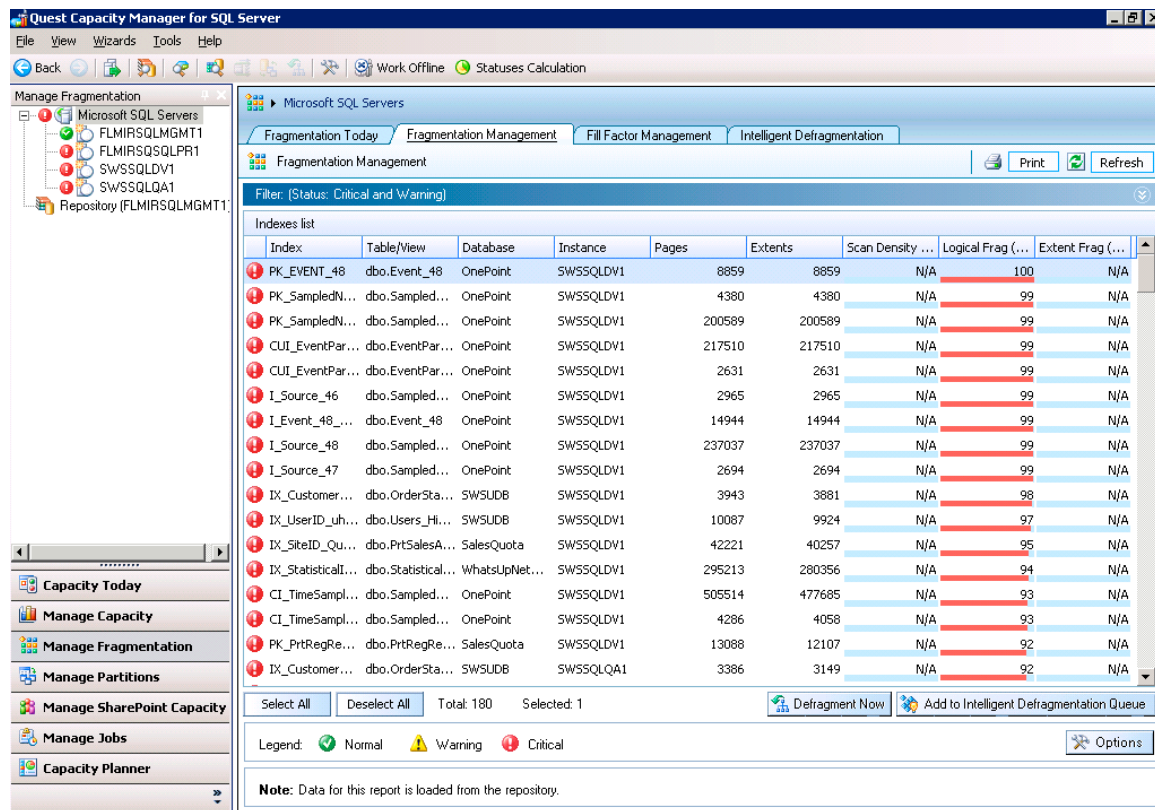 Quest Capacity Manager for SQL Server
File View Wizards Tools Help
Back Work Offline Statuses Calculation
Manage Fragmentation
Microsoft SQL Servers
FLMIRSQLMGMT1
FLMIRSQSQLPR1
SWSSQLDV1
SWSSQLQA1
Repository (FLMIRSQLMGMT1)
Microsoft SQL Servers
Fragmentation Today Fragmentation Management Fill Factor Management Intelligent Defragmentation
Fragmentation Management Print Refresh
Filter: (Status: Critical and Warning)
Indexes list
Index Table/View Database Instance Pages Extents Scan Density ... Logical Frag (... Extent Frag (...
PK_EVENT_48 dbo.Event_48 OnePoint SWSSQLDV1 8859 8859 N/A 100 N/A
PK_SampledN... dbo.Sampled... OnePoint SWSSQLDV1 4380 4380 N/A 99 N/A
PK_SampledN... dbo.Sampled... OnePoint SWSSQLDV1 200589 200589 N/A 99 N/A
CUI_EventPar... dbo.EventPar... OnePoint SWSSQLDV1 217510 217510 N/A 99 N/A
CUI_EventPar... dbo.EventPar... OnePoint SWSSQLDV1 2631 2631 N/A 99 N/A
I_Source_46 dbo.Sampled... OnePoint SWSSQLDV1 2965 2965 N/A 99 N/A
I_Event_48_... dbo.Event_48 OnePoint SWSSQLDV1 14944 14944 N/A 99 N/A
I_Source_48 dbo.Sampled... OnePoint SWSSQLDV1 237037 237037 N/A 99 N/A
I_Source_47 dbo.Sampled... OnePoint SWSSQLDV1 2694 2694 N/A 99 N/A
IX_Customer... dbo.OrderSta... SWSUDB SWSSQLDV1 3943 3881 N/A 98 N/A
IX_UserID_uh... dbo.Users_Hi... SWSUDB SWSSQLDV1 10087 9924 N/A 97 N/A
IX_SiteID_Qu... dbo.PrtSalesA... SalesQuota SWSSQLDV1 42221 40257 N/A 95 N/A
IX_StatisticalI... dbo.Statistical... WhatsUpNet... SWSSQLDV1 295213 280356 N/A 94 N/A
CI_TimeSampl... dbo.Sampled... OnePoint SWSSQLDV1 505514 477685 N/A 93 N/A
CI_TimeSampl... dbo.Sampled... OnePoint SWSSQLDV1 4286 4058 N/A 93 N/A
PK_PrtRegRe... dbo.PrtRegRe... SalesQuota SWSSQLDV1 13088 12107 N/A 92 N/A
IX_Customer... dbo.OrderSta... SWSUDB SWSSQLQA1 3386 3149 N/A 92 N/A
Select All Deselect All Total: 180 Selected: 1 Defragment Now Add to Intelligent Defragmentation Queue
Legend: Normal Warning Critical Options
Note: Data for this report is loaded from the repository.
Capacity Today
Manage Capacity
Manage Fragmentation
Manage Partitions
Manage SharePoint Capacity
Manage Jobs
Capacity Planner